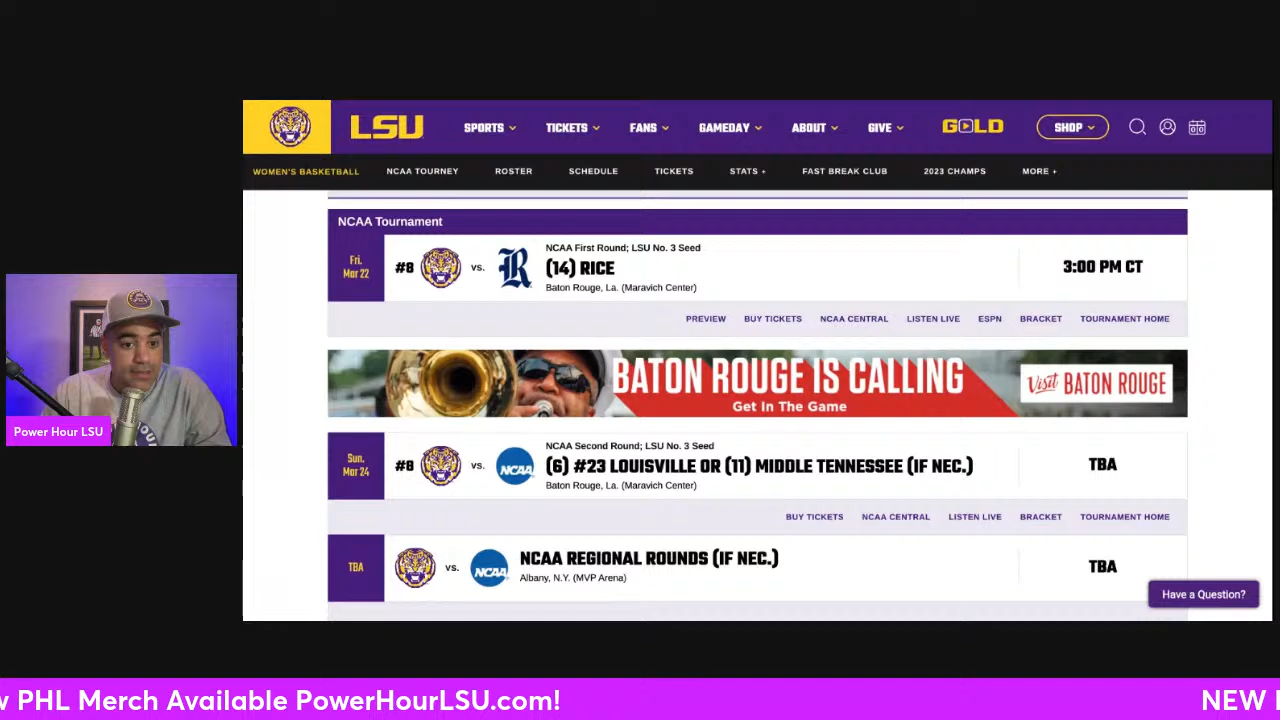 LSU
SPORTS
TICKETS
FANS
GAMEDAY
ABOUT
GIVE
GOLD
SHOP
WOMEN'S BASKETBALL
NCAA TOURNEY
ROSTER
SCHEDULE
TICKETS
STATS +
FAST BREAK CLUB
2023 CHAMPS
MORE +
NCAA Tournament
Fri.
Mar 22
#8
vs.
R
NCAA First Round; LSU No. 3 Seed
(14) RICE
Baton Rouge, La. (Maravich Center)
3:00 PM CT
PREVIEW
BUY TICKETS
NCAA CENTRAL
LISTEN LIVE
ESPN
BRACKET
TOURNAMENT HOME
BATON ROUGE IS CALLING
Get In The Game
Visit BATON ROUGE
Sun.
Mar 24
#8
vs.
NCAA
NCAA Second Round; LSU No. 3 Seed
(6) #23 LOUISVILLE OR (11) MIDDLE TENNESSEE (IF NEC.)
Baton Rouge, La. (Maravich Center)
TBA
BUY TICKETS
NCAA CENTRAL
LISTEN LIVE
BRACKET
TOURNAMENT HOME
TBA
vs.
NCAA
NCAA REGIONAL ROUNDS (IF NEC.)
Albany, N.Y. (MVP Arena)
TBA
Have a Question?
Power Hour LSU
w PHL Merch Available PowerHourLSU.com!
NEW